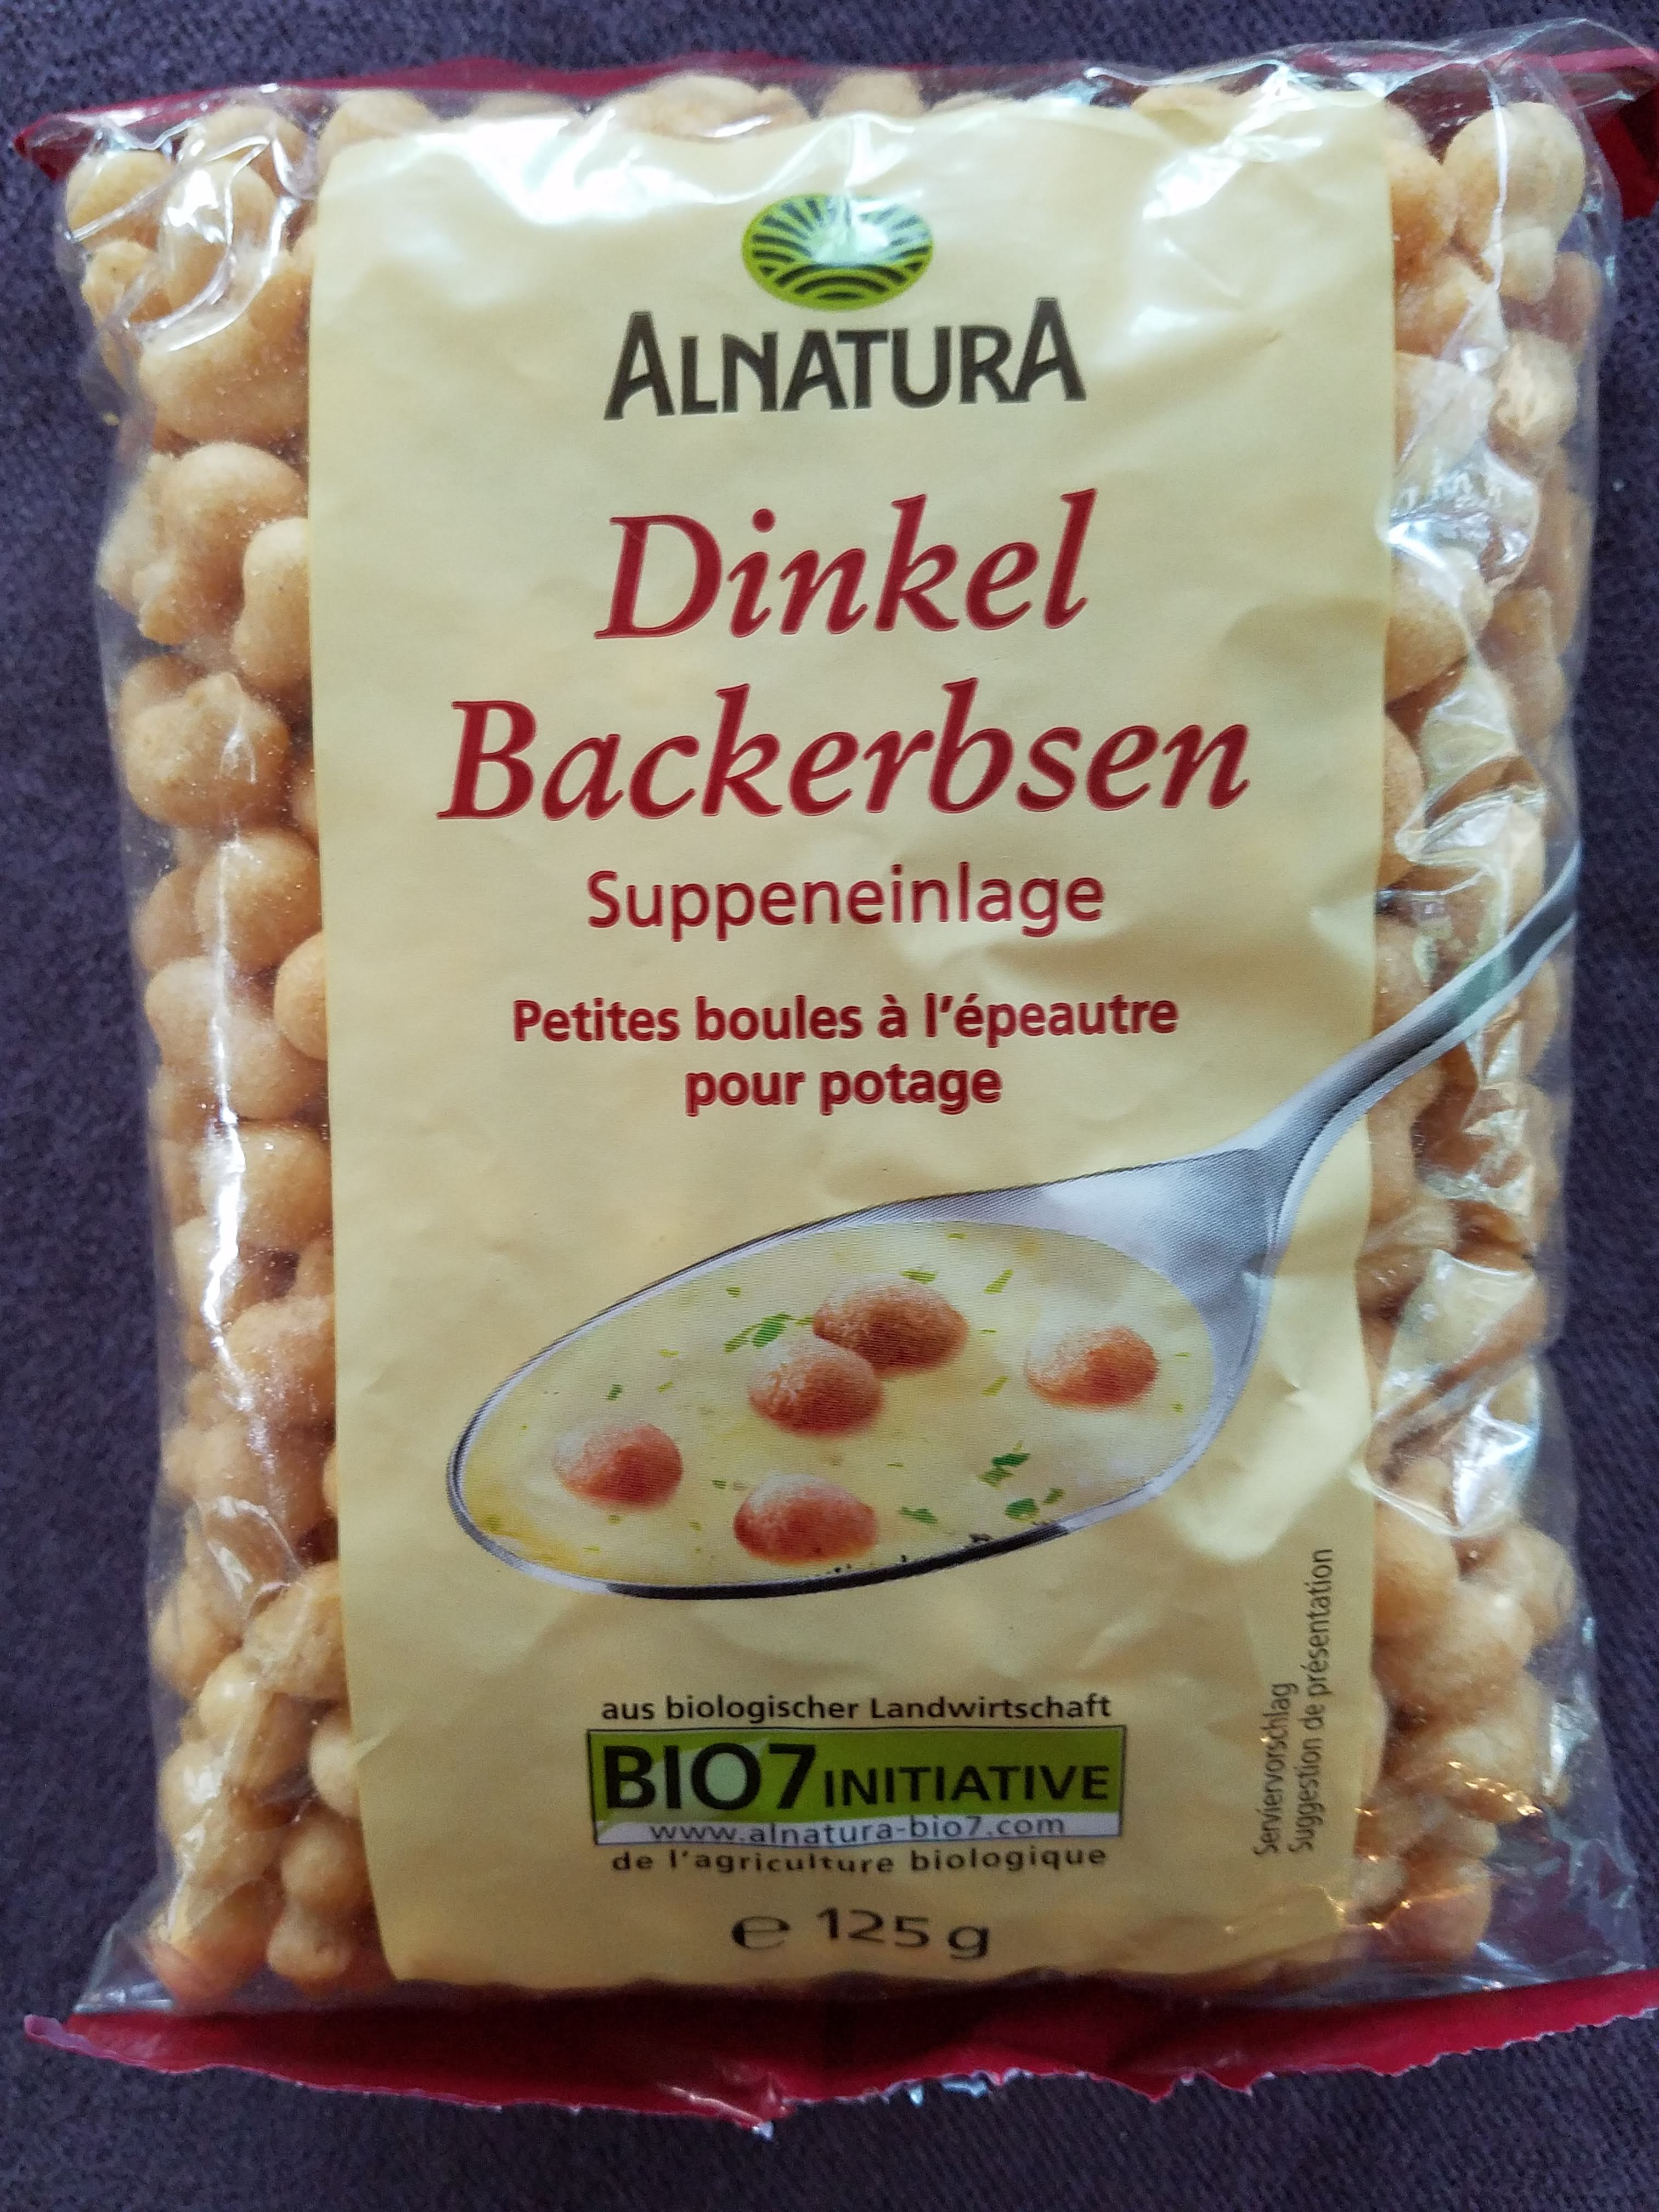 ALNATURA
Dinkel
Backerbsen
Suppeneinlage
Petites boules à l'épeautre
pour potage
aus biologischer Landwirtschaft
BIO7 INITIATIVE
www.alnatura-bio7.com
de l'agriculture biologique
e 125 g
Serviervorschlag
Suggestion de présentation